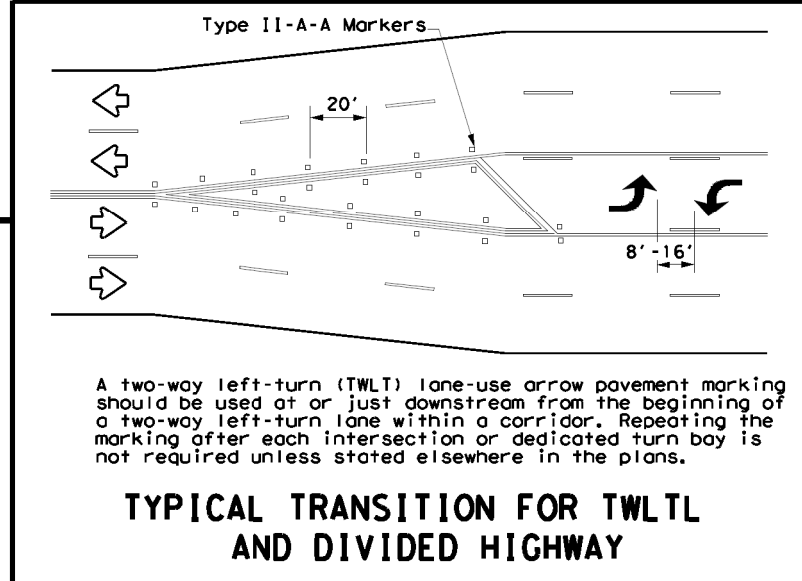 Type II-A-A Markers
20'
8'-16'
A two-way left-turn (TWLT) lane-use arrow pavement marking
should be used at or just downstream from the beginning of
a two-way left-turn lane within a corridor. Repeating the
marking after each intersection or dedicated turn bay is
not required unless stated elsewhere in the plans.
TYPICAL TRANSITION FOR TWLTL
AND DIVIDED HIGHWAY